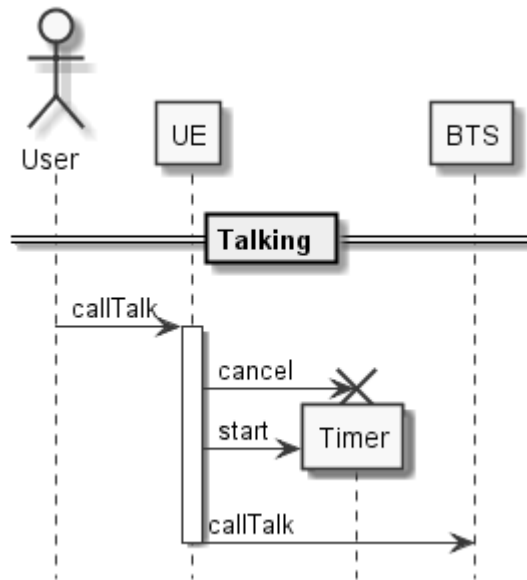 User
UE
BTS
Talking
callTalk
cancel
start
Timer
callTalk